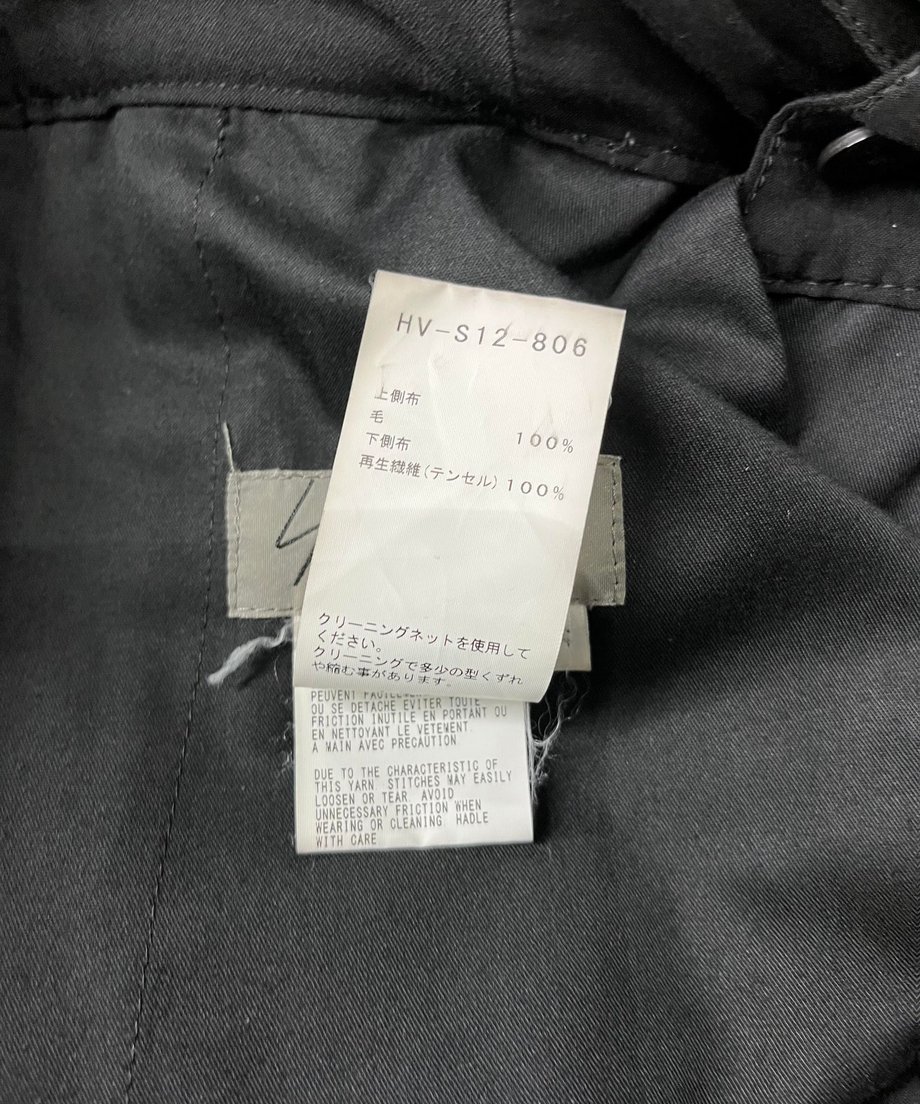 HV-S12-806
上側布
毛 100%
下側布
再生繊維(テンセル) 100%
クリーニングネットを使用して
ください。
クリーニングで多少の型くずれ
や縮む事があります。
PEUVENT
OU SE DETACHE EVITER TOUTE
FRICTION INUTILE EN PORTANT OU
EN NETTOYANT LE VETEMENT.
A MAIN AVEC PRECAUTION
DUE TO THE CHARACTERISTIC OF
THIS YARN. STITCHES MAY EASILY
LOOSEN OR TEAR. AVOID
UNNECESSARY FRICTION WHEN
WEARING OR CLEANING. HADLE
WITH CARE